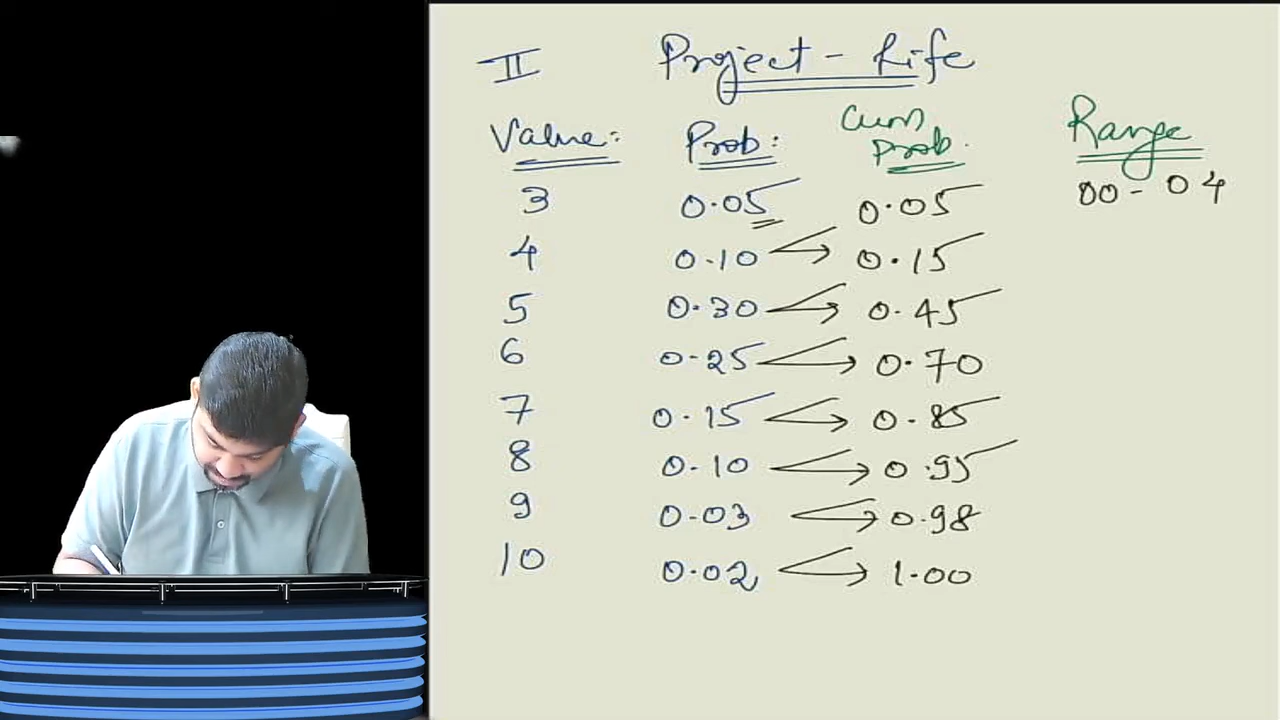 II Project - Life
Value: Prob: Cum Prob. Range
3 0.05 0.05 00 - 04
4 0.10 0.15
5 0.30 0.45
6 0.25 0.70
7 0.15 0.85
8 0.10 0.95
9 0.03 0.98
10 0.02 1.00